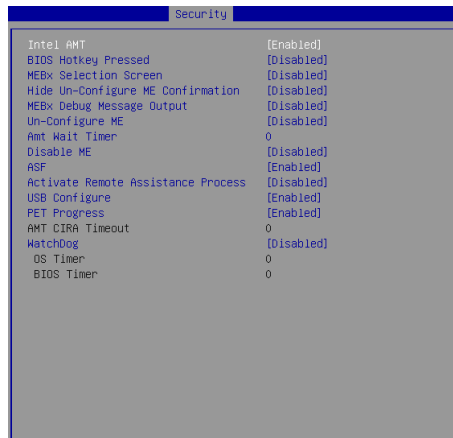 Security
Intel AMT [Enabled]
BIOS Hotkey Pressed [Disabled]
MEBx Selection Screen [Disabled]
Hide Un-Configure ME Confirmation [Disabled]
MEBx Debug Message Output [Disabled]
Un-Configure ME [Disabled]
Amt Wait Timer 0
Disable ME [Disabled]
ASF [Enabled]
Activate Remote Assistance Process [Disabled]
USB Configure [Enabled]
PET Progress [Enabled]
AMT CIRA Timeout 0
WatchDog [Disabled]
OS Timer 0
BIOS Timer 0